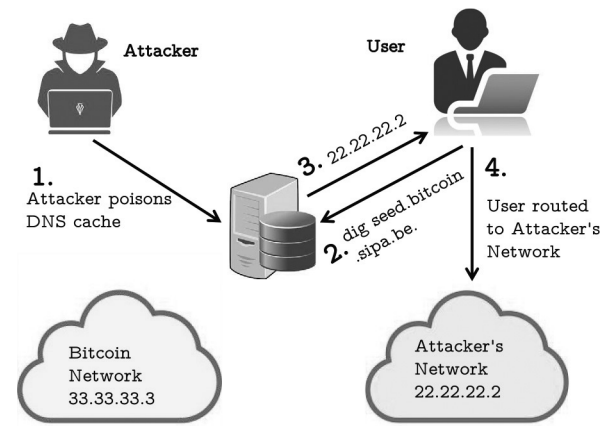 Attacker
User
1.
Attacker poisons
DNS cache
3. 22.22.22.2
2. dig seed.bitcoin
.sipa.be.
4.
User routed
to Attacker's
Network
Bitcoin
Network
33.33.33.3
Attacker's
Network
22.22.22.2